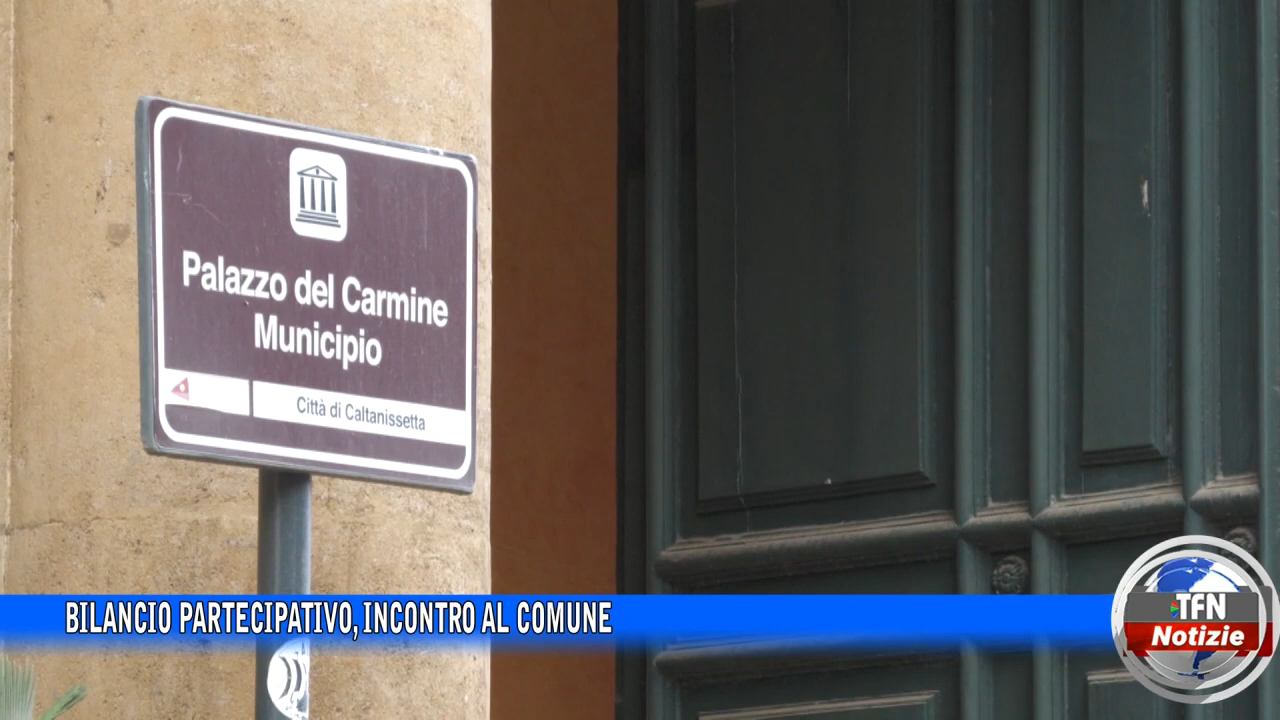 Palazzo del Carmine
Municipio
Città di Caltanissetta
BILANCIO PARTECIPATIVO, INCONTRO AL COMUNE
TFN
Notizie